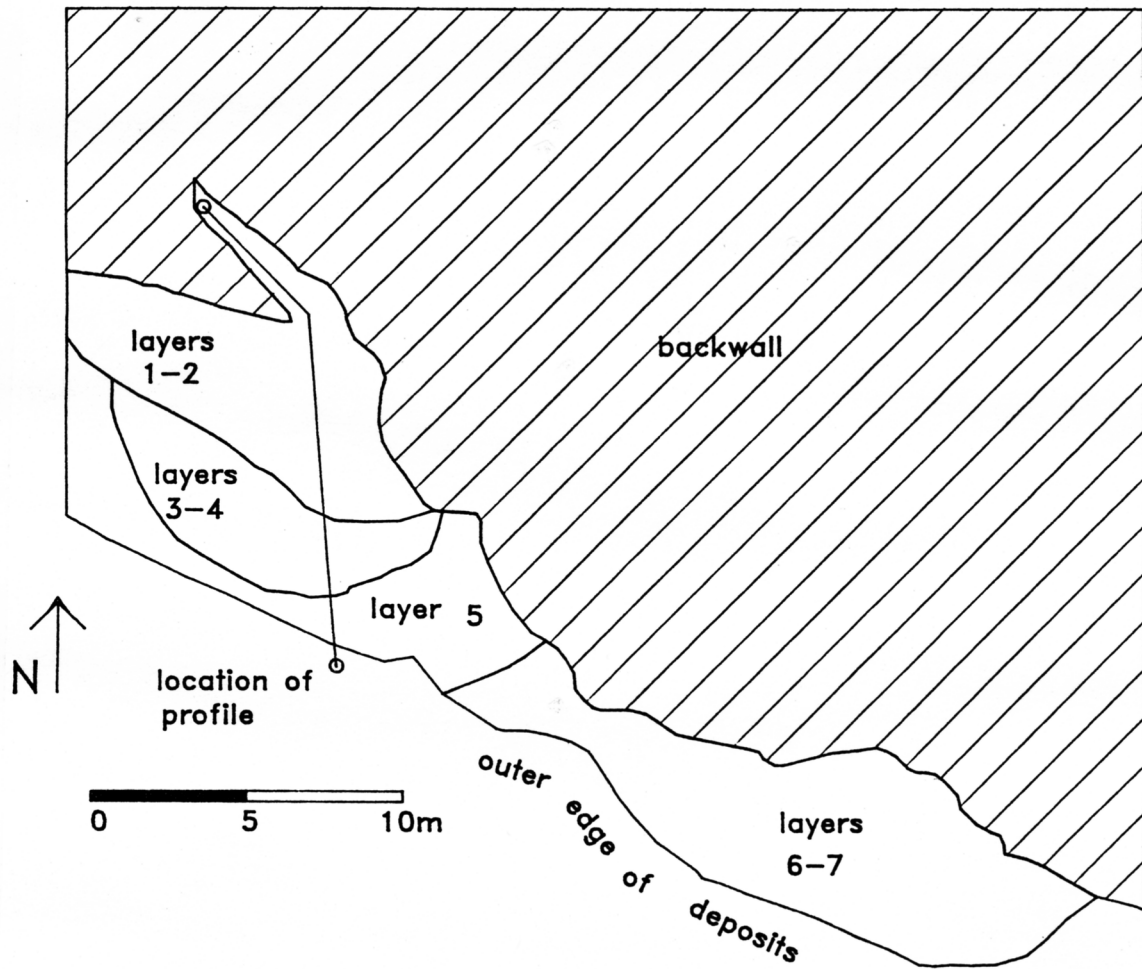 layers
1-2
backwall
layers
3-4
layer 5
N
location of
profile
outer edge of deposits
layers
6-7
0 5 10m